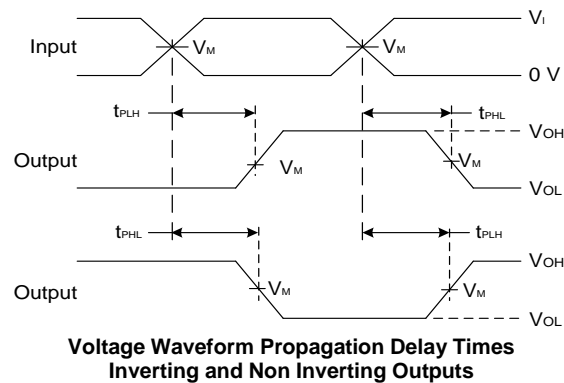 VI
Input VM VM
0 V
tPLH tPHL
VOH
Output VM VM
VOL
tPHL tPLH
VOH
Output VM VM
VOL
Voltage Waveform Propagation Delay Times
Inverting and Non Inverting Outputs